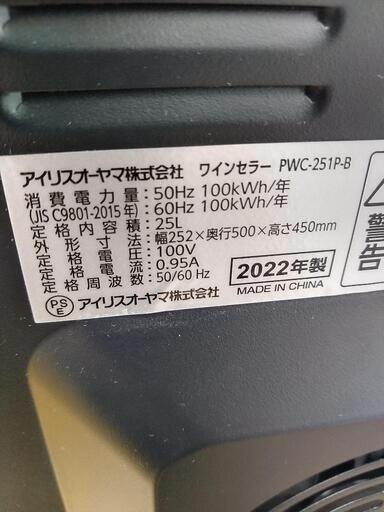 アイリスオーヤマ株式会社 ワインセラー PWC-251P-B
消費電力量:50Hz 100kWh/年
(JIS C9801-2015年):60Hz 100kWh/年
定格内容積:25L
外形寸法:幅252×奥行500×高さ450mm
定格電圧:100V
定格電流:0.95A
定格周波数:50/60 Hz
2022年製
PSE アイリスオーヤマ株式会社
MADE IN CHINA
警告